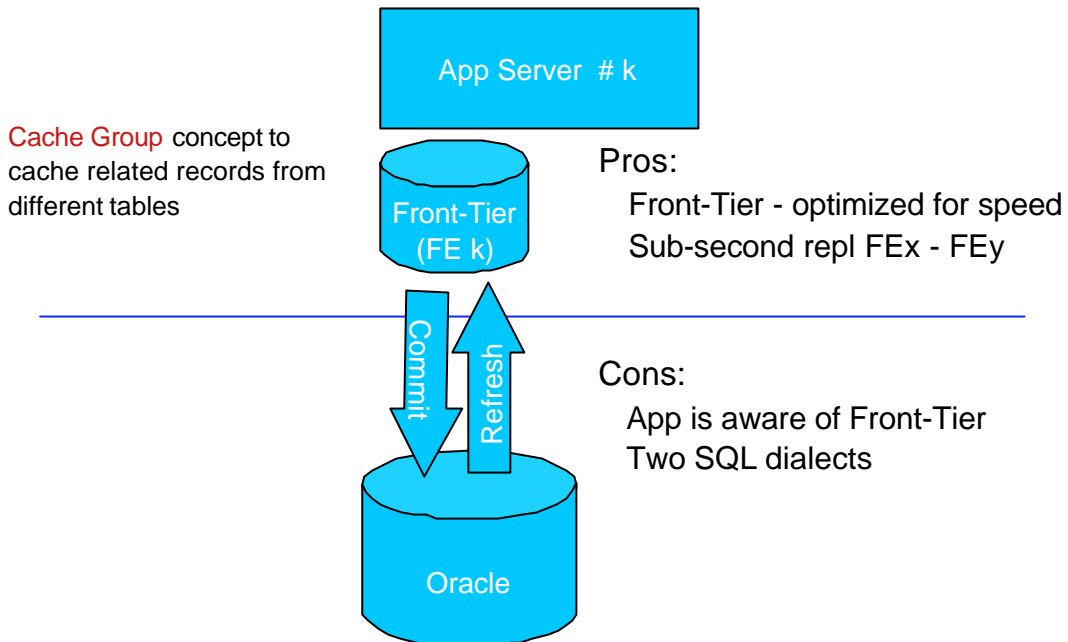 App Server # k
Cache Group concept to
cache related records from
different tables
Front-Tier
(FE k)
Pros:
Front-Tier - optimized for speed
Sub-second repl FEx - FEy
Commit
Refresh
Cons:
App is aware of Front-Tier
Two SQL dialects
Oracle